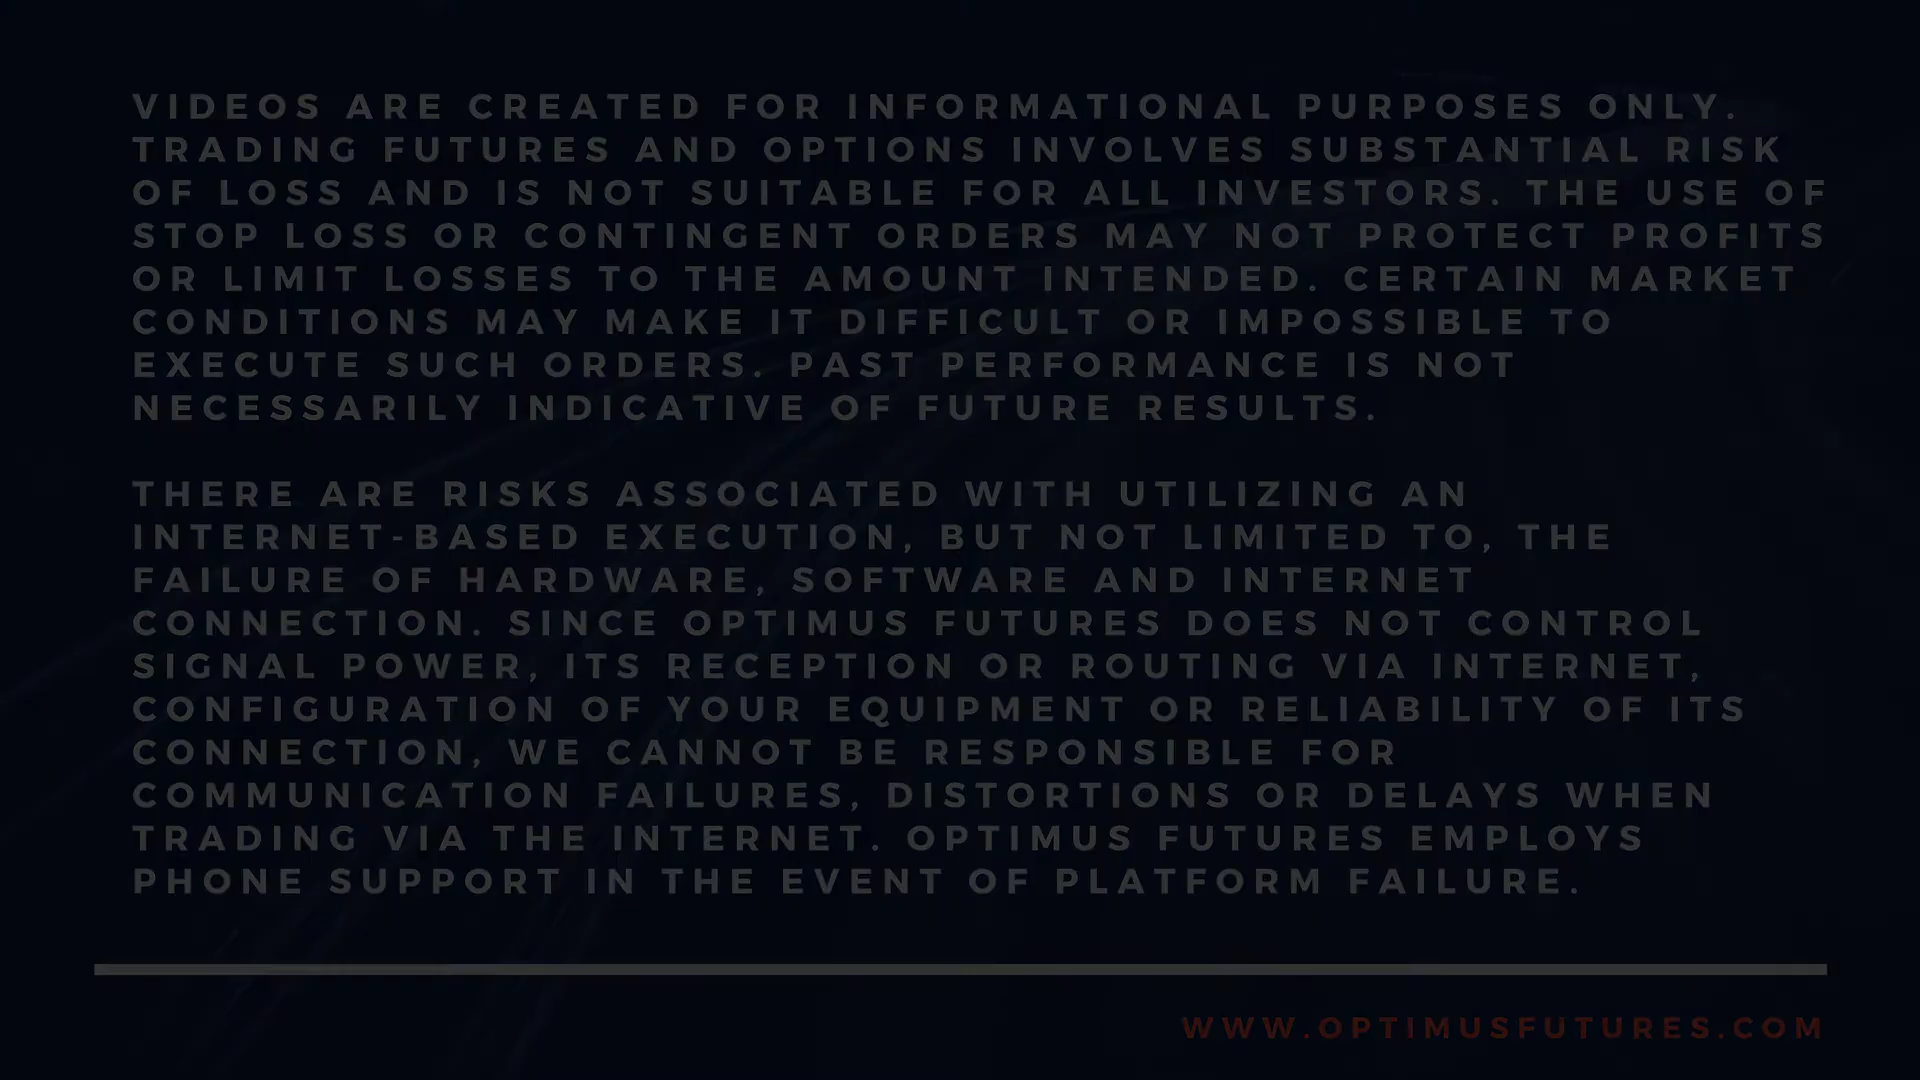 VIDEOS ARE CREATED FOR INFORMATIONAL PURPOSES ONLY.
TRADING FUTURES AND OPTIONS INVOLVES SUBSTANTIAL RISK
OF LOSS AND IS NOT SUITABLE FOR ALL INVESTORS. THE USE OF
STOP LOSS OR CONTINGENT ORDERS MAY NOT PROTECT PROFITS
OR LIMIT LOSSES TO THE AMOUNT INTENDED. CERTAIN MARKET
CONDITIONS MAY MAKE IT DIFFICULT OR IMPOSSIBLE TO
EXECUTE SUCH ORDERS. PAST PERFORMANCE IS NOT
NECESSARILY INDICATIVE OF FUTURE RESULTS.
THERE ARE RISKS ASSOCIATED WITH UTILIZING AN
INTERNET-BASED EXECUTION, BUT NOT LIMITED TO, THE
FAILURE OF HARDWARE, SOFTWARE AND INTERNET
CONNECTION. SINCE OPTIMUS FUTURES DOES NOT CONTROL
SIGNAL POWER, ITS RECEPTION OR ROUTING VIA INTERNET,
CONFIGURATION OF YOUR EQUIPMENT OR RELIABILITY OF ITS
CONNECTION, WE CANNOT BE RESPONSIBLE FOR
COMMUNICATION FAILURES, DISTORTIONS OR DELAYS WHEN
TRADING VIA THE INTERNET. OPTIMUS FUTURES EMPLOYS
PHONE SUPPORT IN THE EVENT OF PLATFORM FAILURE.
WWW.OPTIMUSFUTURES.COM